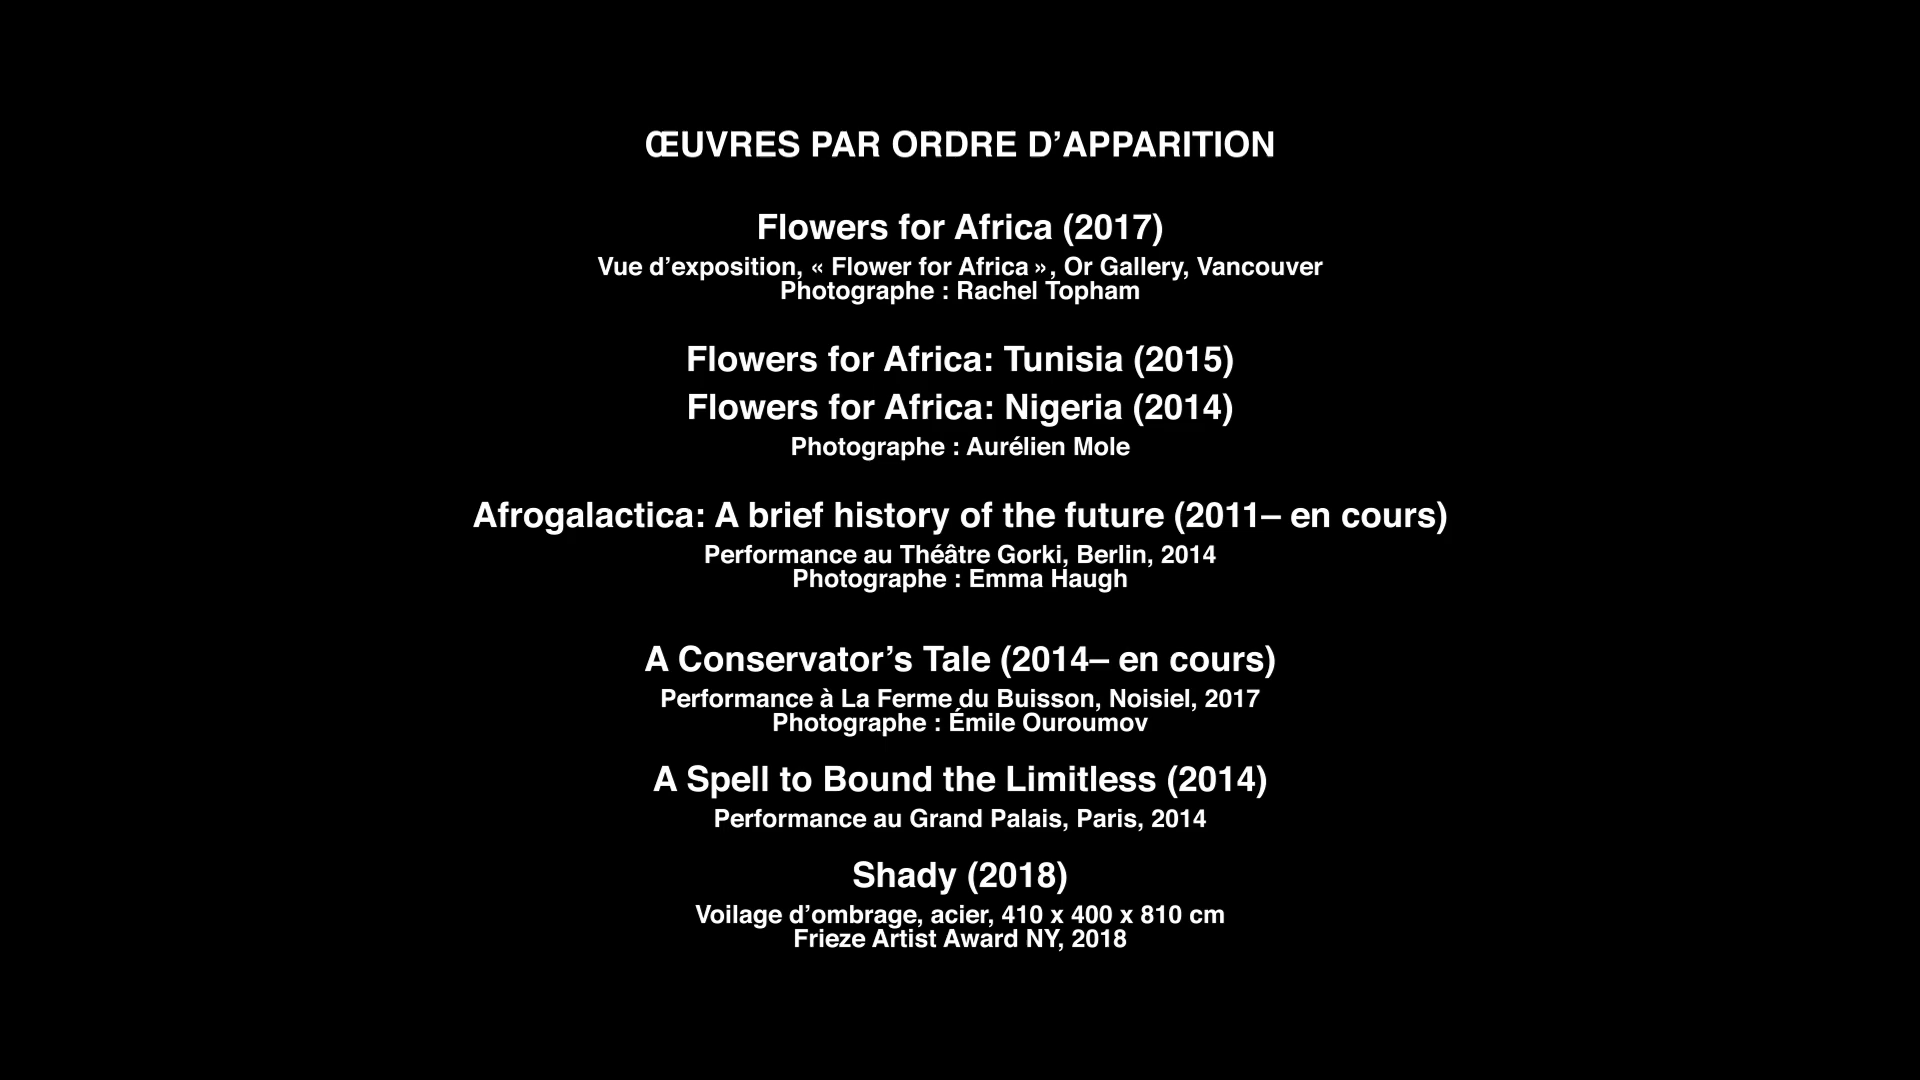 ŒUVRES PAR ORDRE D’APPARITION
Flowers for Africa (2017)
Vue d’exposition, « Flower for Africa », Or Gallery, Vancouver
Photographe : Rachel Topham
Flowers for Africa: Tunisia (2015)
Flowers for Africa: Nigeria (2014)
Photographe : Aurélien Mole
Afrogalactica: A brief history of the future (2011– en cours)
Performance au Théâtre Gorki, Berlin, 2014
Photographe : Emma Haugh
A Conservator’s Tale (2014– en cours)
Performance à La Ferme du Buisson, Noisiel, 2017
Photographe : Émile Ouroumov
A Spell to Bound the Limitless (2014)
Performance au Grand Palais, Paris, 2014
Shady (2018)
Voilage d’ombrage, acier, 410 x 400 x 810 cm
Frieze Artist Award NY, 2018